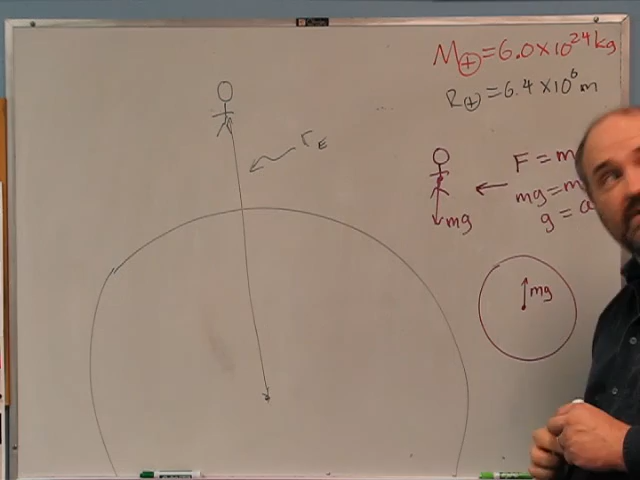 M⊕=6.0×10²⁴kg
R⊕=6.4×10⁶m
r_E
F=m
mg=m
g=a
mg
mg